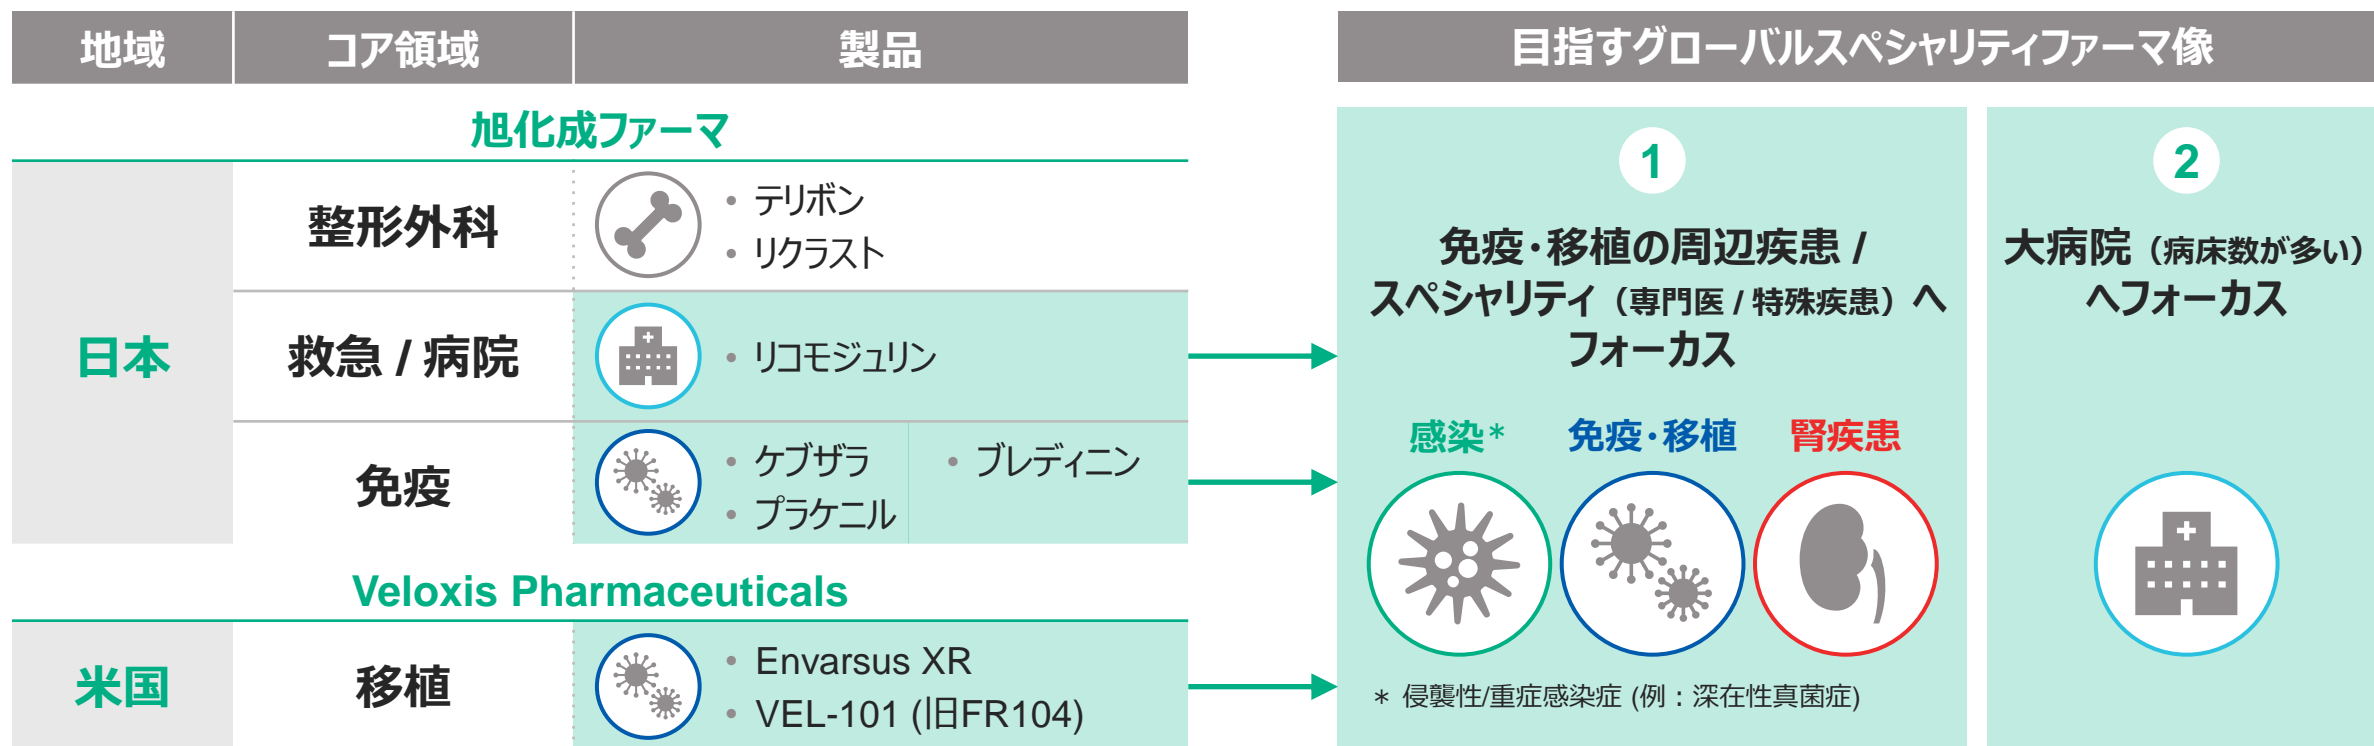 地域 コア領域 製品
旭化成ファーマ
日本
整形外科
• テリボン
• リクラスト
救急 / 病院
• リコモジュリン
免疫
• ケブザラ
• プラケニル
• ブレディニン
Veloxis Pharmaceuticals
米国
移植
• Envarsus XR
• VEL-101 (旧FR104)
目指すグローバルスペシャリティファーマ像
1
免疫・移植の周辺疾患 /
スペシャリティ（専門医 / 特殊疾患）へ
フォーカス
感染* 免疫・移植 腎疾患
* 侵襲性/重症感染症 (例：深在性真菌症)
2
大病院（病床数が多い）
へフォーカス